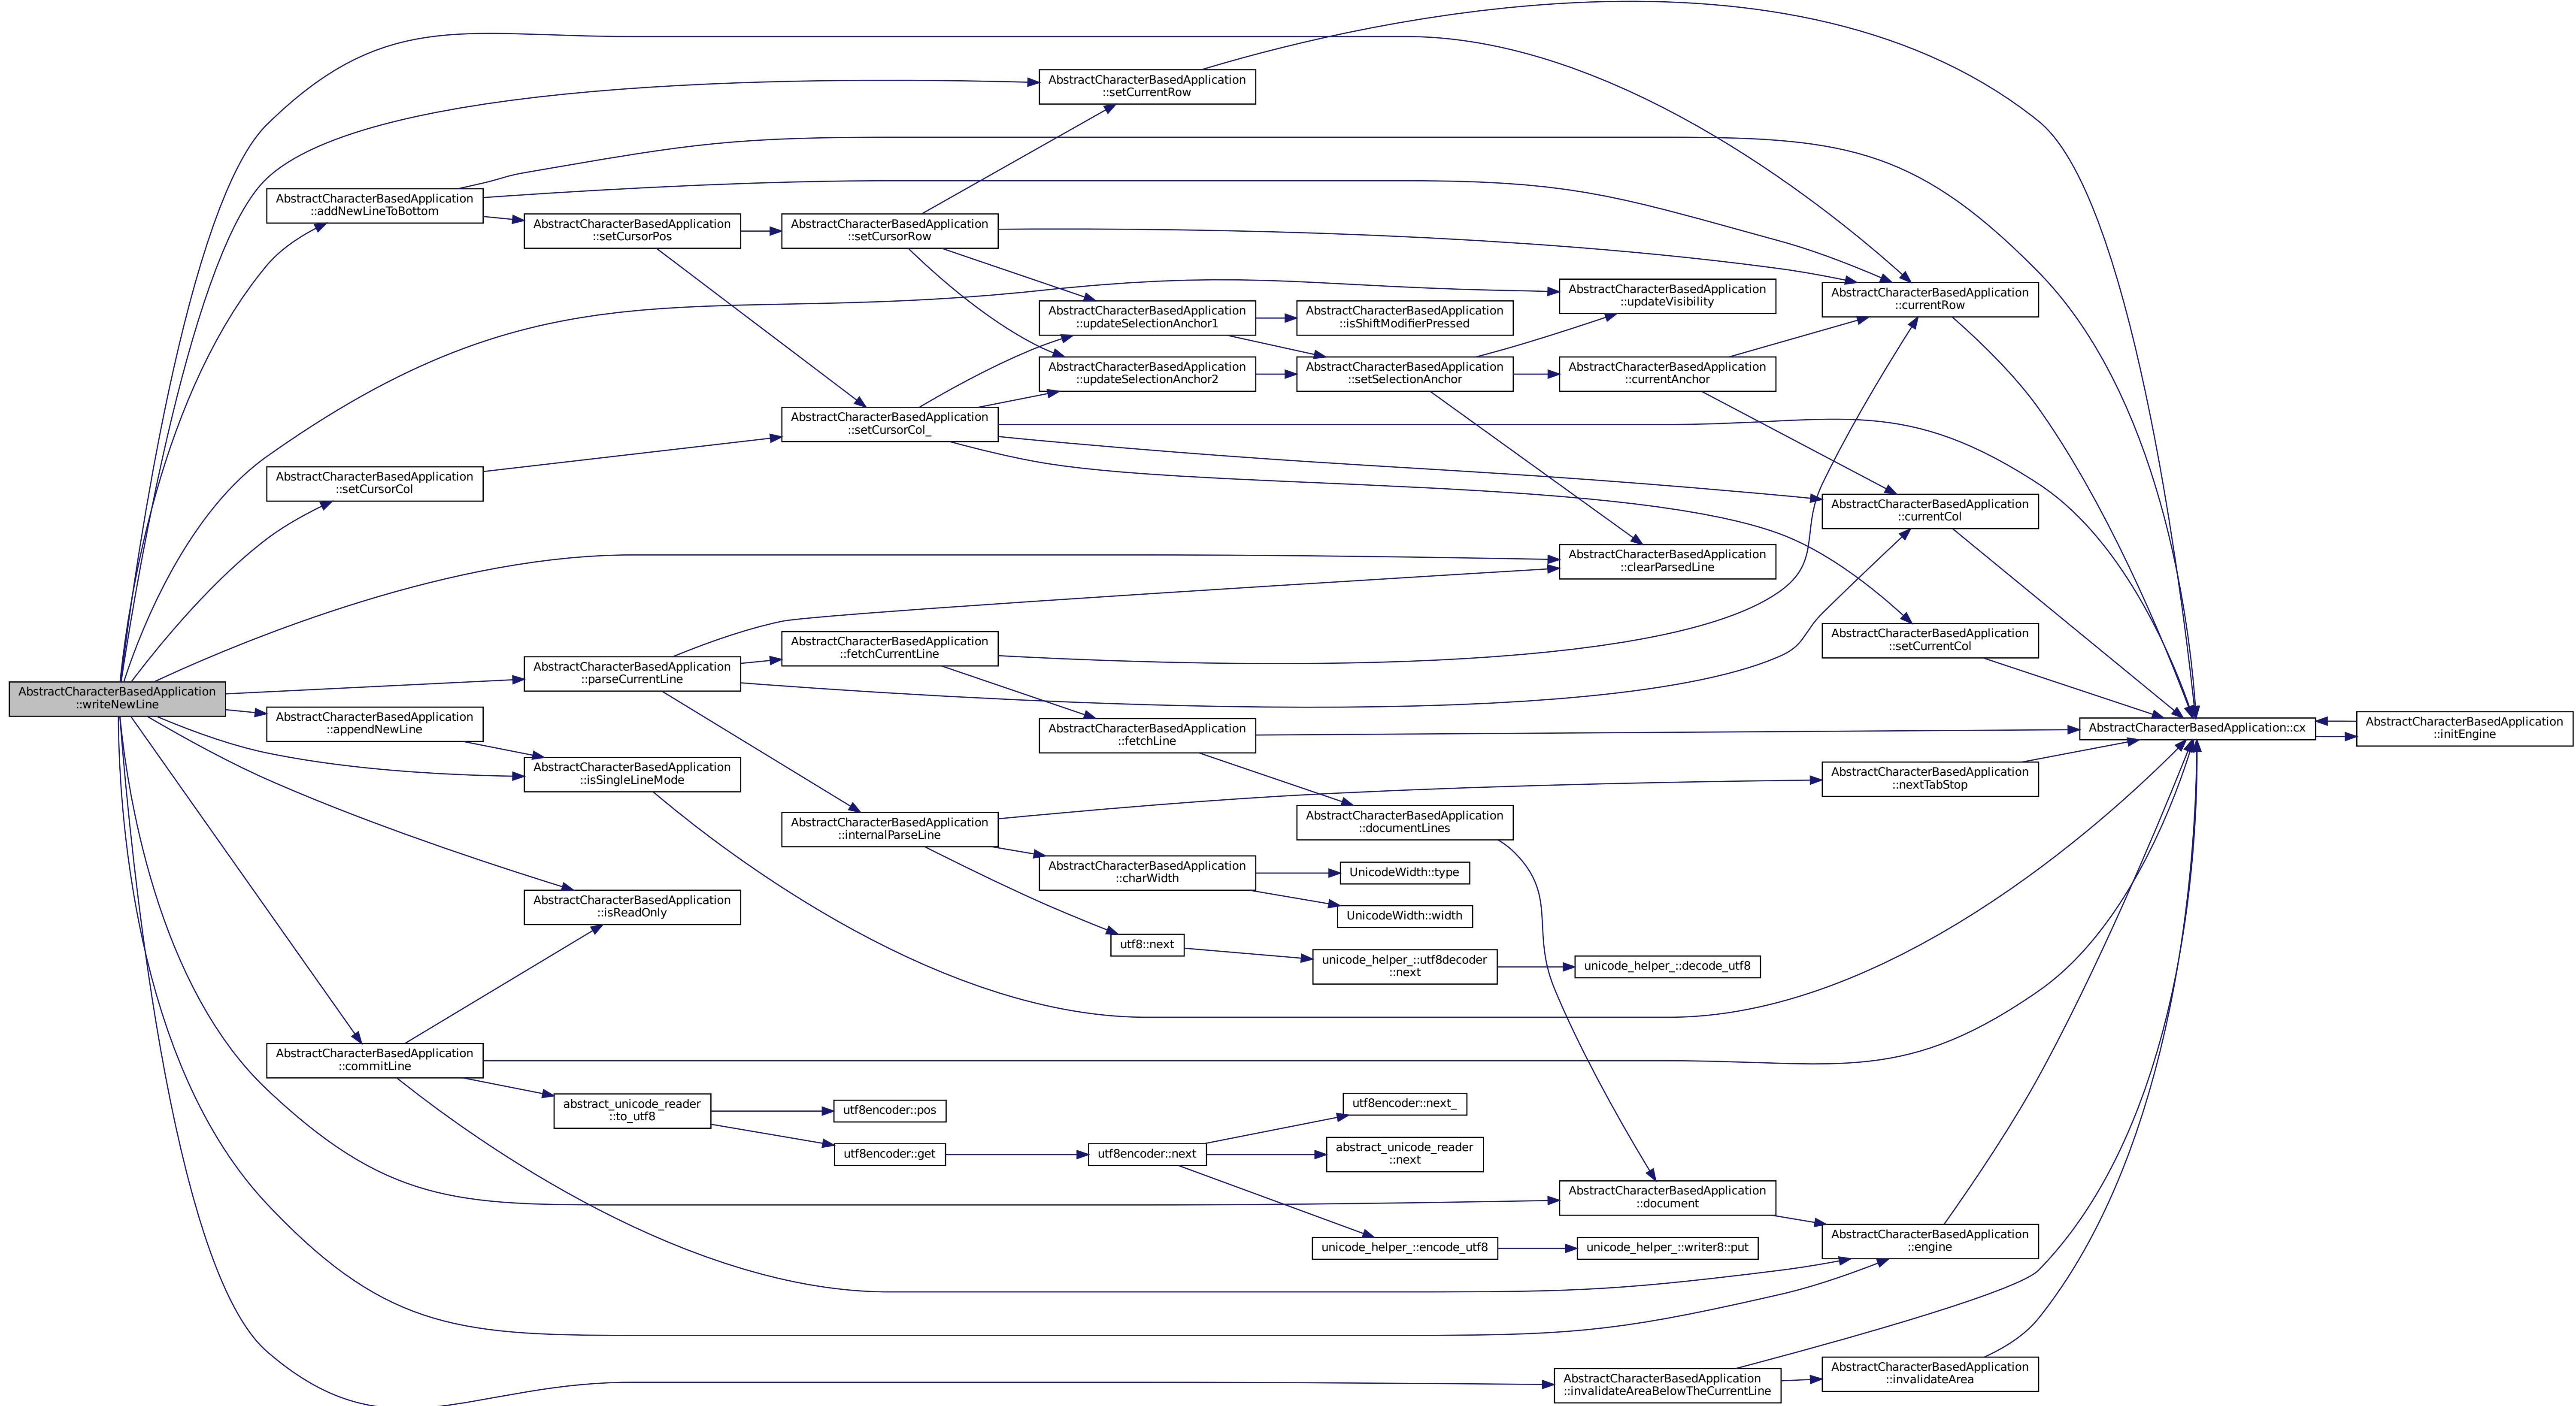 AbstractCharacterBasedApplication
::setCurrentRow
AbstractCharacterBasedApplication
::addNewLineToBottom
AbstractCharacterBasedApplication
::setCursorPos
AbstractCharacterBasedApplication
::setCursorRow
AbstractCharacterBasedApplication
::updateVisibility
AbstractCharacterBasedApplication
::currentRow
AbstractCharacterBasedApplication
::updateSelectionAnchor1
AbstractCharacterBasedApplication
::isShiftModifierPressed
AbstractCharacterBasedApplication
::updateSelectionAnchor2
AbstractCharacterBasedApplication
::setSelectionAnchor
AbstractCharacterBasedApplication
::currentAnchor
AbstractCharacterBasedApplication
::setCursorCol_
AbstractCharacterBasedApplication
::setCursorCol
AbstractCharacterBasedApplication
::currentCol
AbstractCharacterBasedApplication
::clearParsedLine
AbstractCharacterBasedApplication
::fetchCurrentLine
AbstractCharacterBasedApplication
::setCurrentCol
AbstractCharacterBasedApplication
::parseCurrentLine
AbstractCharacterBasedApplication
::writeNewLine
AbstractCharacterBasedApplication
::appendNewLine
AbstractCharacterBasedApplication
::fetchLine
AbstractCharacterBasedApplication::cx
AbstractCharacterBasedApplication
::initEngine
AbstractCharacterBasedApplication
::isSingleLineMode
AbstractCharacterBasedApplication
::nextTabStop
AbstractCharacterBasedApplication
::internalParseLine
AbstractCharacterBasedApplication
::documentLines
AbstractCharacterBasedApplication
::charWidth
UnicodeWidth::type
AbstractCharacterBasedApplication
::isReadOnly
UnicodeWidth::width
utf8::next
unicode_helper_::utf8decoder
::next
unicode_helper_::decode_utf8
AbstractCharacterBasedApplication
::commitLine
abstract_unicode_reader
::to_utf8
utf8encoder::pos
utf8encoder::next_
utf8encoder::get
utf8encoder::next
abstract_unicode_reader
::next
AbstractCharacterBasedApplication
::document
unicode_helper_::encode_utf8
unicode_helper_::writer8::put
AbstractCharacterBasedApplication
::engine
AbstractCharacterBasedApplication
::invalidateAreaBelowTheCurrentLine
AbstractCharacterBasedApplication
::invalidateArea